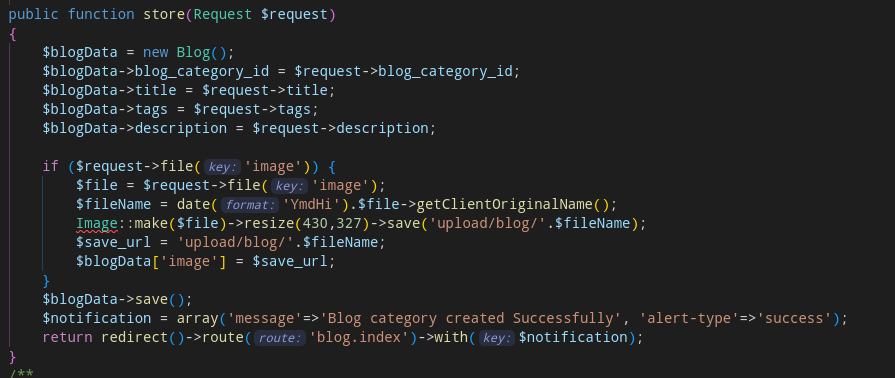 public function store(Request $request)
{
    $blogData = new Blog();
    $blogData->blog_category_id = $request->blog_category_id;
    $blogData->title = $request->title;
    $blogData->tags = $request->tags;
    $blogData->description = $request->description;

    if ($request->file( key: 'image')) {
        $file = $request->file( key: 'image');
        $fileName = date( format: 'YmdHi').$file->getClientOriginalName();
        Image::make($file)->resize(430,327)->save('upload/blog/'.$fileName);
        $save_url = 'upload/blog/'.$fileName;
        $blogData['image'] = $save_url;
    }
    $blogData->save();
    $notification = array('message'=>'Blog category created Successfully', 'alert-type'=>'success');
    return redirect()->route( route: 'blog.index')->with( key: $notification);
}
/**